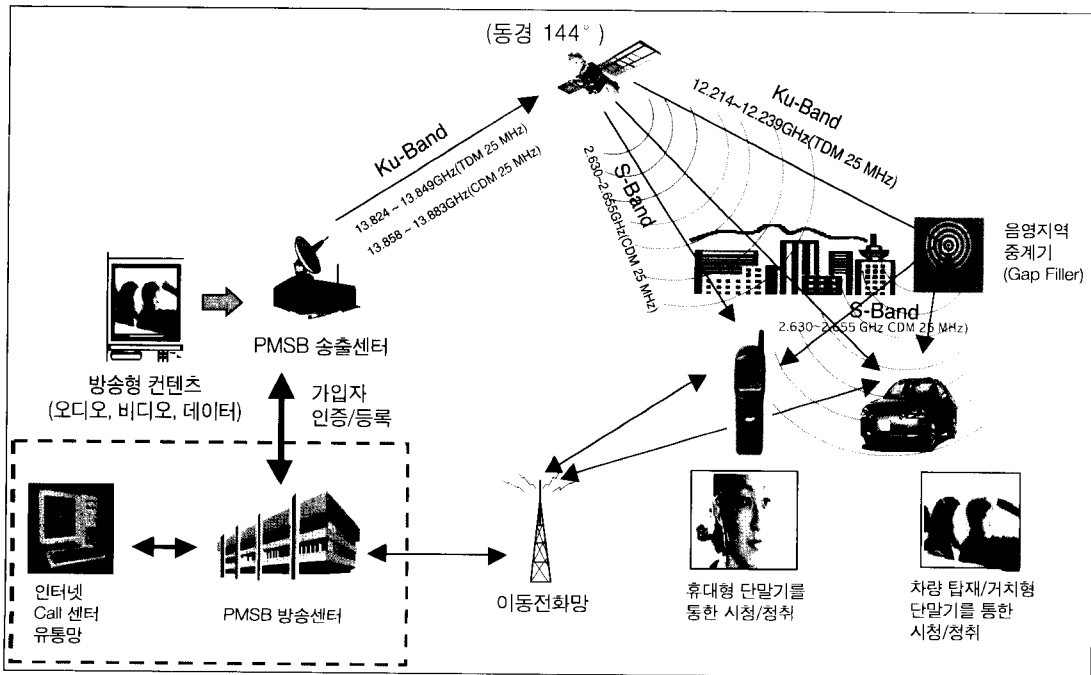 (동경 144°)
Ku-Band
13.824 ~ 13.849GHz(TDM 25 MHz)
13.858 ~ 13.883GHz(CDM 25 MHz)
Ku-Band
12.214~12.239GHz(TDM 25 MHz)
S-Band
2.630~2.655GHz(CDM 25 MHz)
음영지역
중계기
(Gap Filler)
S-Band
2.630~2.655 GHz CDM 25 MHz)
PMSB 송출센터
방송형 컨텐츠
(오디오, 비디오, 데이터)
가입자
인증/등록
인터넷
Call 센터
유통망
PMSB 방송센터
이동전화망
휴대형 단말기를
통한 시청/청취
차량 탑재/거치형
단말기를 통한
시청/청취